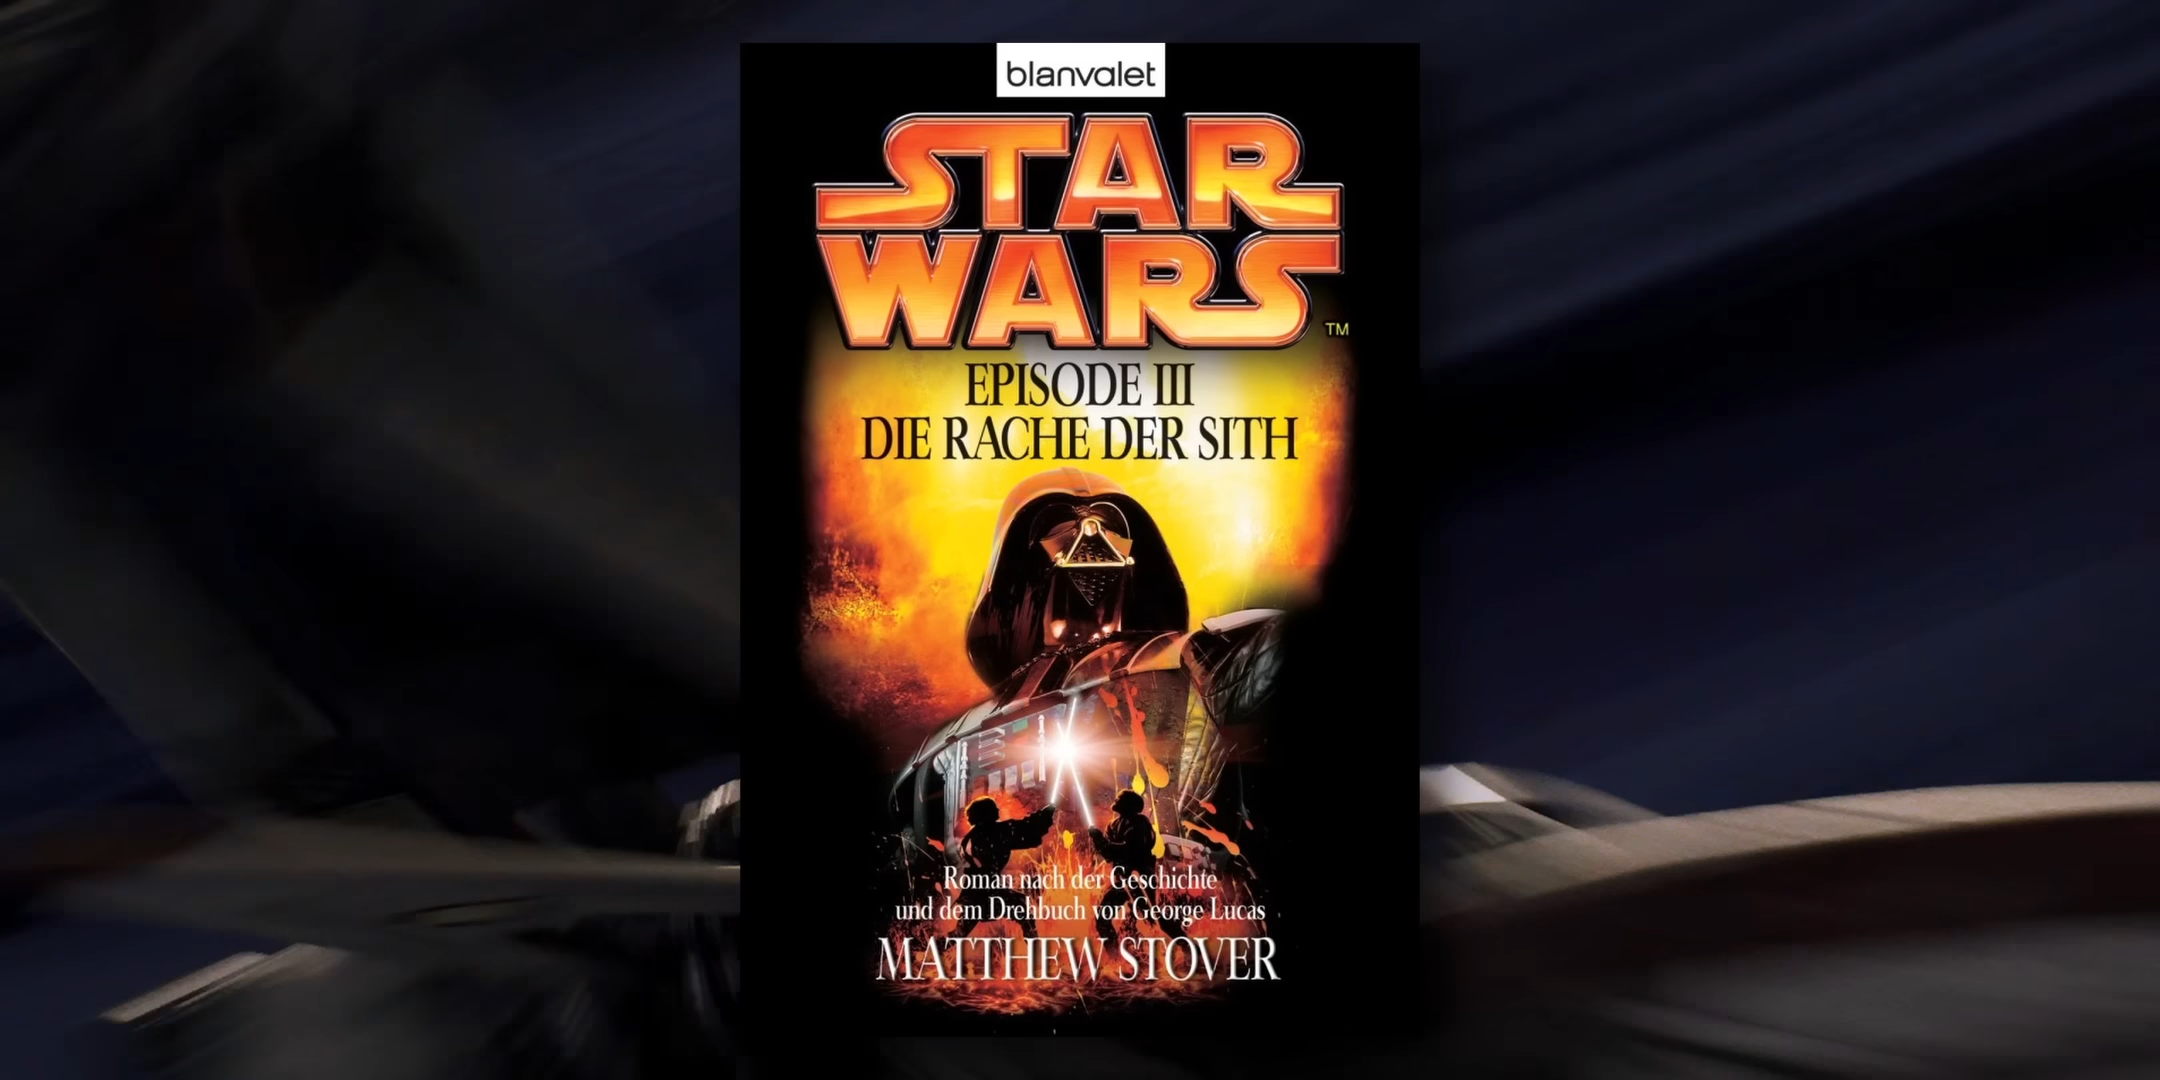 blanvalet
STAR
WARS
TM
EPISODE III
DIE RACHE DER SITH
Roman nach der Geschichte
und dem Drehbuch von George Lucas
MATTHEW STOVER